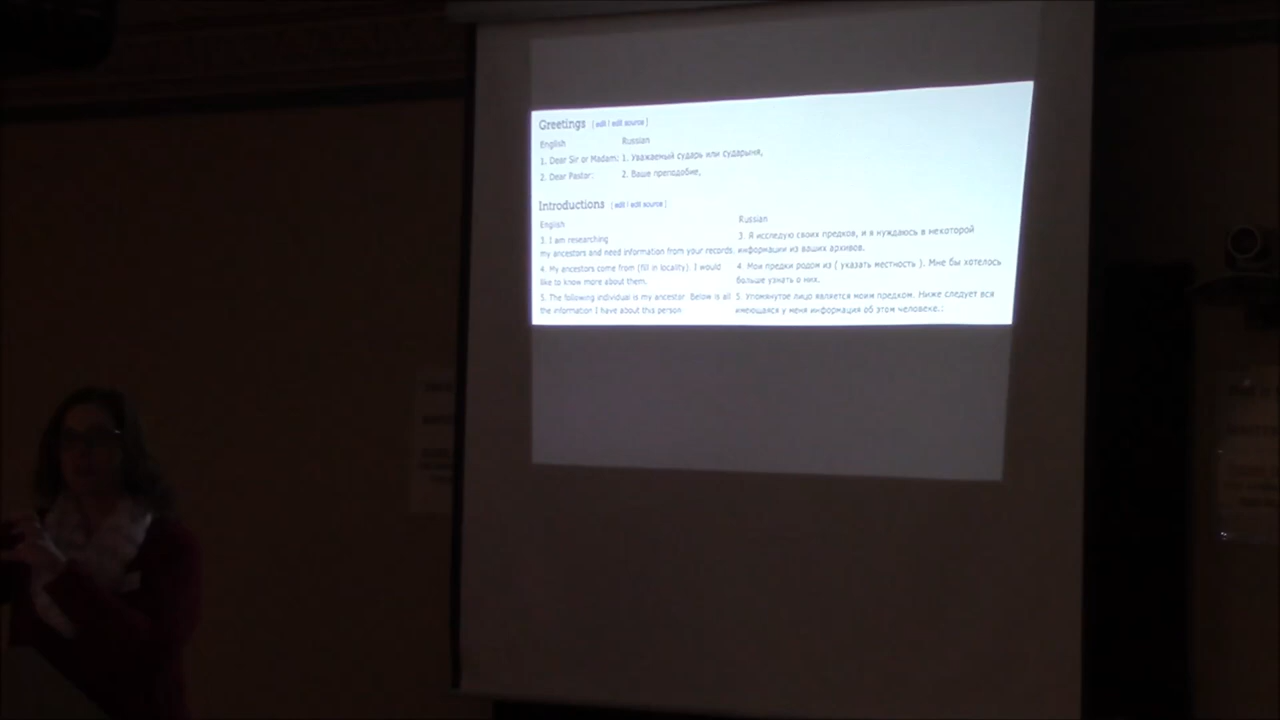 Greetings [ edit | edit source ]
English Russian
1. Dear Sir or Madam: 1. Уважаемый сударь или сударыня,
2. Dear Pastor: 2. Ваше преподобие,
Introductions [ edit | edit source ]
English Russian
3. I am researching
my ancestors and need information from your records.
3. Я исследую своих предков, и я нуждаюсь в некоторой
информации из ваших архивов.
4. My ancestors come from (fill in locality). I would
like to know more about them.
4. Мои предки родом из ( указать местность ). Мне бы хотелось
больше узнать о них.
5. The following individual is my ancestor. Below is all
the information I have about this person.
5. Упомянутое лицо является моим предком. Ниже следует вся
имеющаяся у меня информация об этом человеке.: